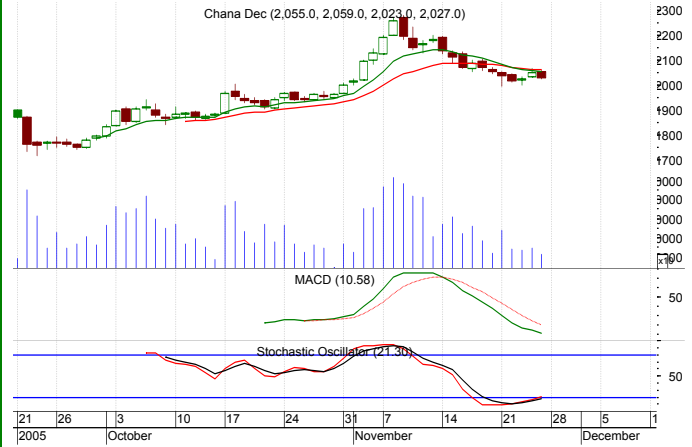 Chana Dec (2,055.0, 2,059.0, 2,023.0, 2,027.0)
2300
2200
2100
2000
1900
1800
1700
x10
MACD (10.58)
50
Stochastic Oscillator (21.30)
50
21 26 3 10 17 24 31 7 14 21 28 5 1
2005 October November December